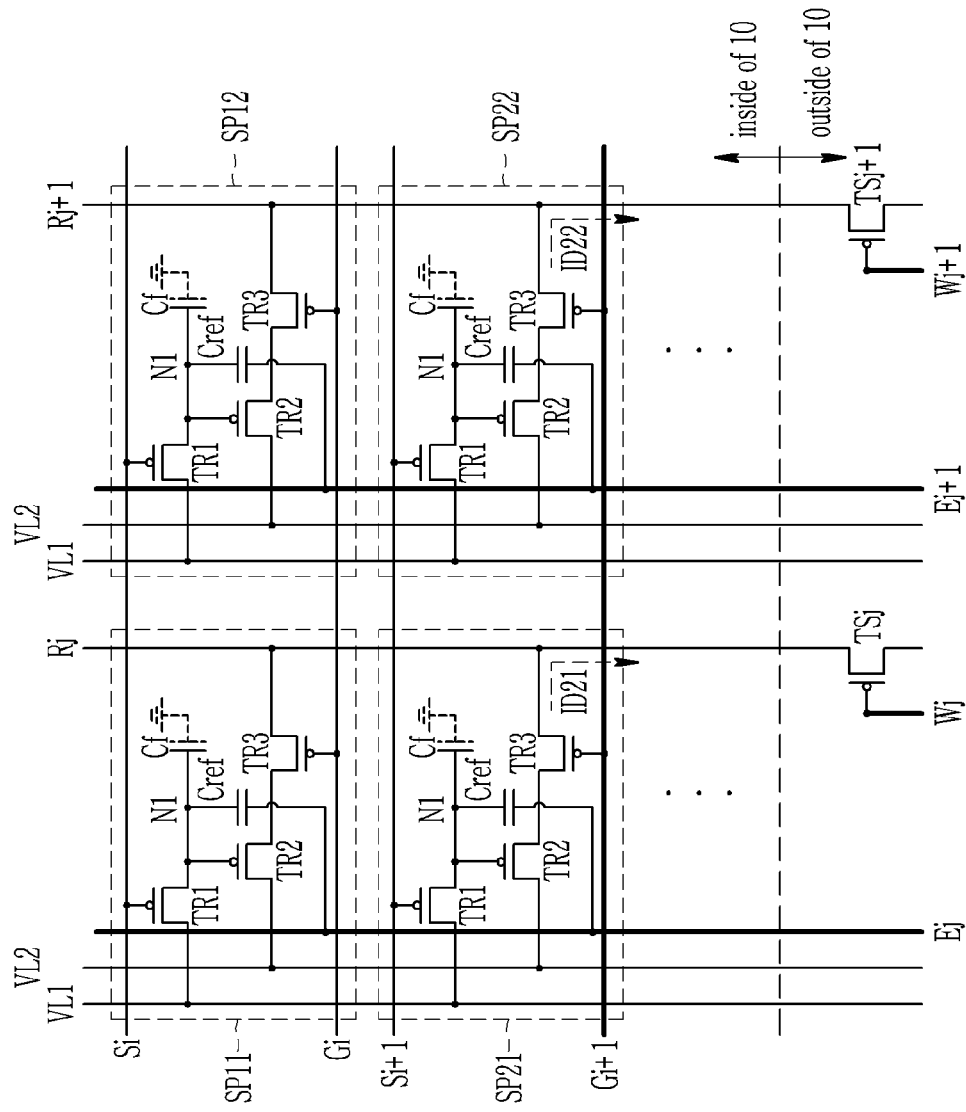 VL1
VL2
Rj
VL1
VL2
Rj+1
Si
SP11
SP12
TR1
N1
Cf
Cref
TR2
TR3
TR1
N1
Cf
Cref
TR2
TR3
Gi
Si+1
SP21
SP22
TR1
N1
Cf
Cref
TR2
TR3
ID21
TR1
N1
Cf
Cref
TR2
TR3
ID22
Gi+1
. . .
. . .
inside of 10
outside of 10
TSj
TSj+1
Ej
Wj
Ej+1
Wj+1